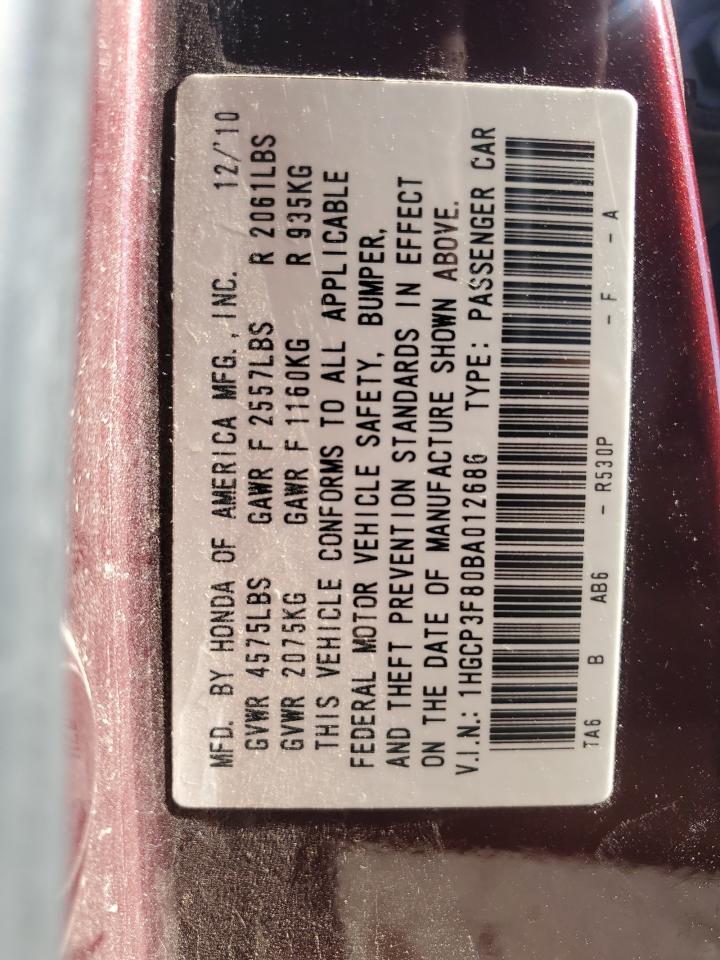 MFD. BY HONDA OF AMERICA MFG., INC. 12/'10
GVWR 4575LBS GAWR F 2557LBS R 2061LBS
GVWR 2075KG GAWR F 1160KG R 935KG
THIS VEHICLE CONFORMS TO ALL APPLICABLE
FEDERAL MOTOR VEHICLE SAFETY, BUMPER,
AND THEFT PREVENTION STANDARDS IN EFFECT
ON THE DATE OF MANUFACTURE SHOWN ABOVE.
V.I.N.: 1HGCP3F80BA012686 TYPE: PASSENGER CAR
TA6 B AB6 - R530P - F - A